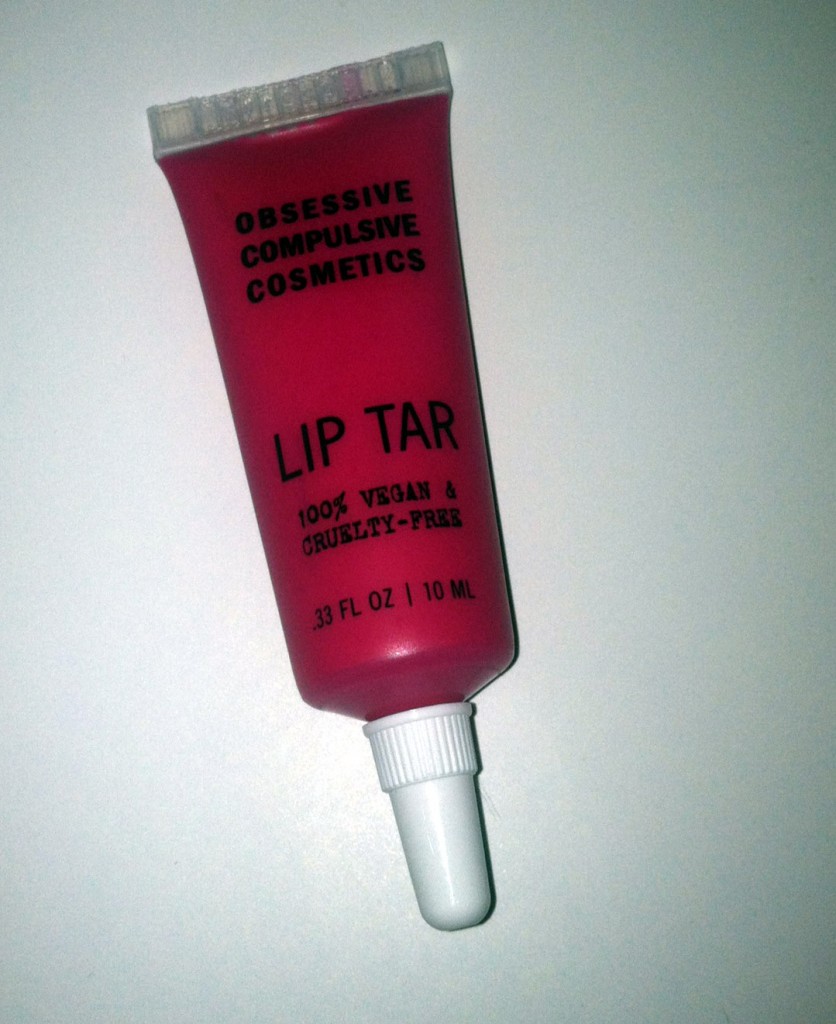 OBSESSIVE
COMPULSIVE
COSMETICS
LIP TAR
100% VEGAN &
CRUELTY-FREE
.33 FL OZ | 10 ML